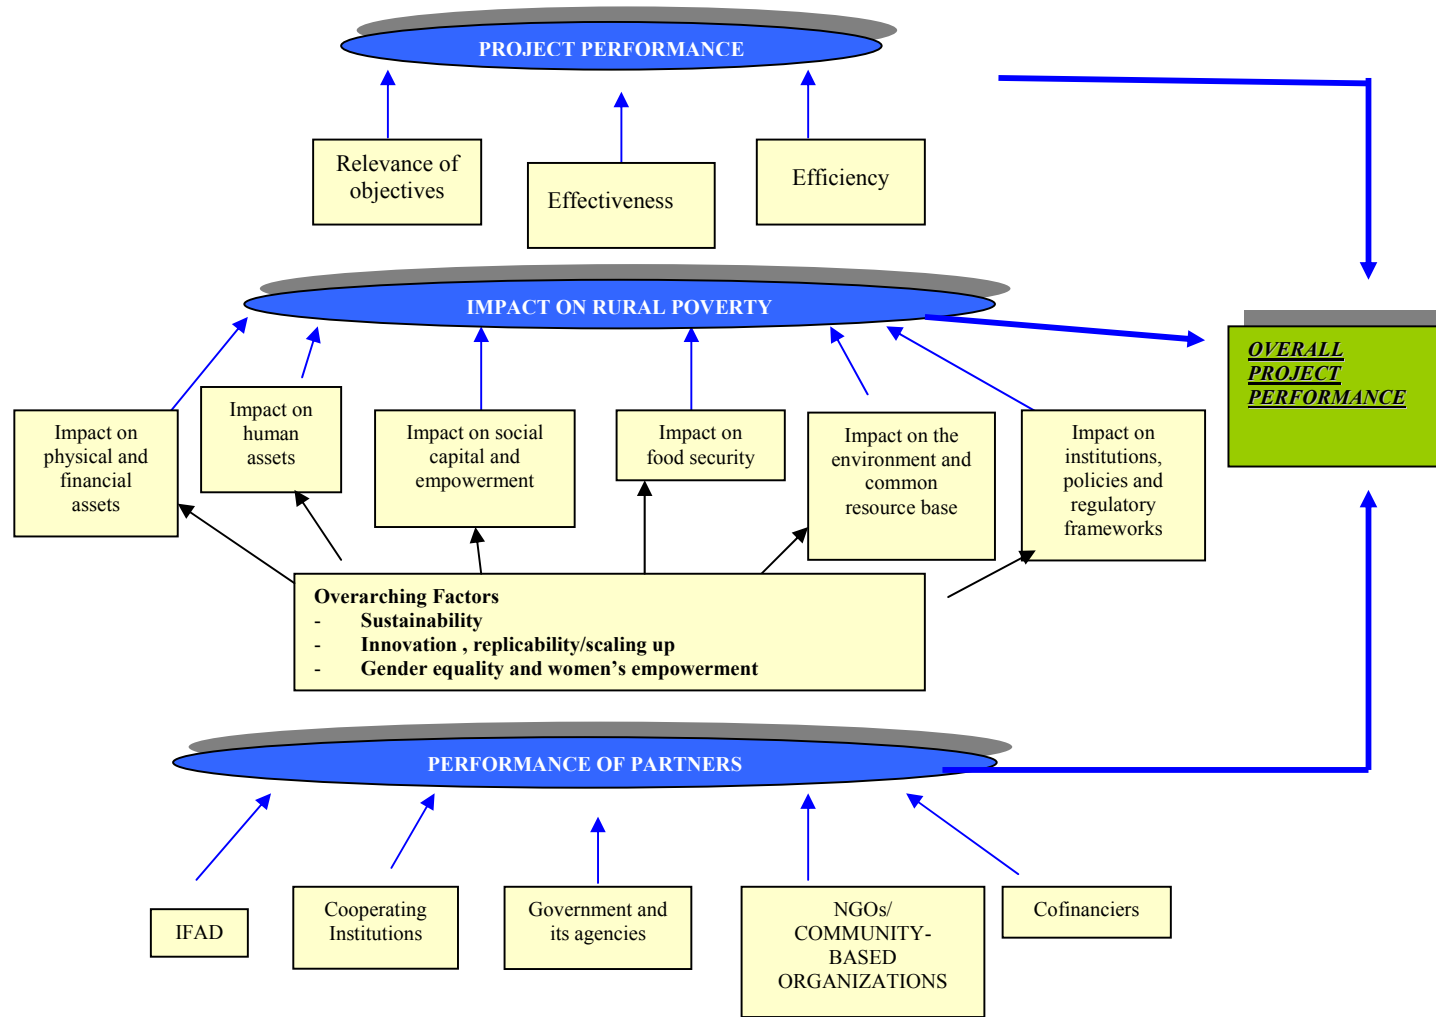 PROJECT PERFORMANCE
Relevance of
objectives
Effectiveness
Efficiency
IMPACT ON RURAL POVERTY
OVERALL
PROJECT
PERFORMANCE
Impact on
physical and
financial
assets
Impact on
human
assets
Impact on social
capital and
empowerment
Impact on
food security
Impact on the
environment and
common
resource base
Impact on
institutions,
policies and
regulatory
frameworks
Overarching Factors
- Sustainability
- Innovation , replicability/scaling up
- Gender equality and women’s empowerment
PERFORMANCE OF PARTNERS
IFAD
Cooperating
Institutions
Government and
its agencies
NGOs/
COMMUNITY-
BASED
ORGANIZATIONS
Cofinanciers